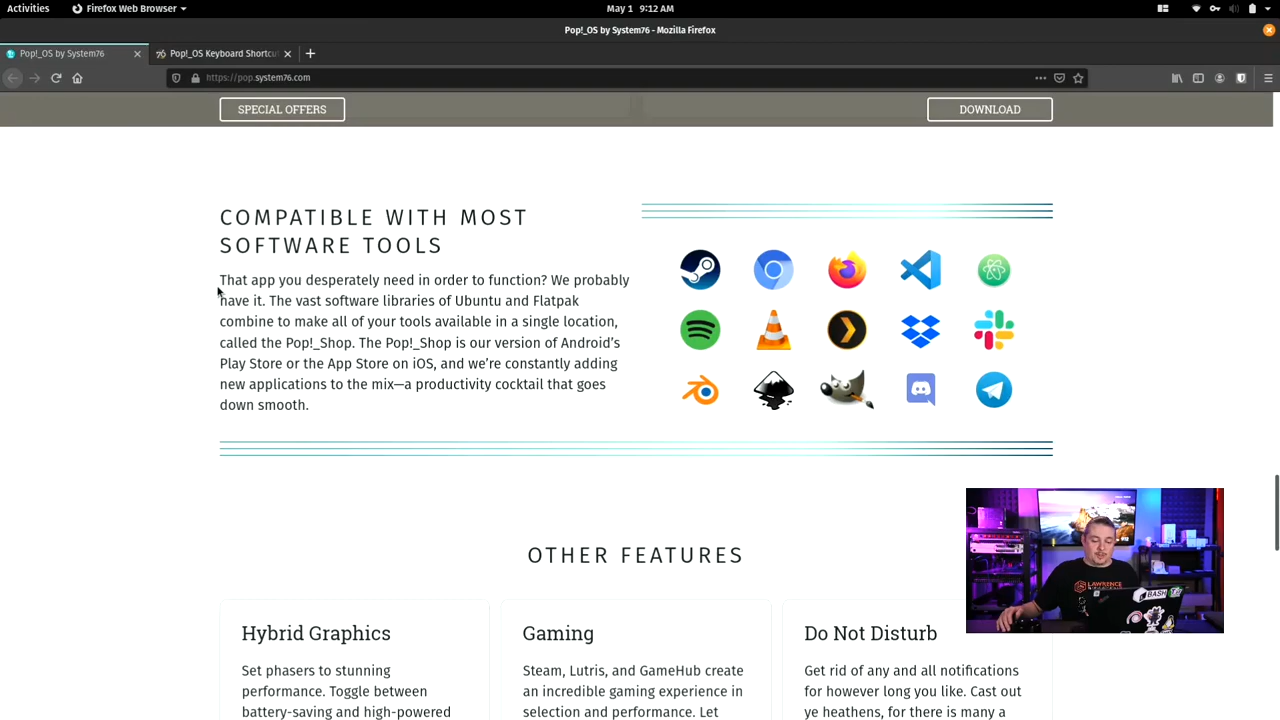 Activities
Firefox Web Browser
May 1 9:12 AM
Pop!_OS by System76 - Mozilla Firefox
Pop!_OS by System76
Pop!_OS Keyboard Shortcu
https://pop.system76.com
SPECIAL OFFERS
DOWNLOAD
COMPATIBLE WITH MOST
SOFTWARE TOOLS
That app you desperately need in order to function? We probably
have it. The vast software libraries of Ubuntu and Flatpak
combine to make all of your tools available in a single location,
called the Pop!_Shop. The Pop!_Shop is our version of Android's
Play Store or the App Store on iOS, and we're constantly adding
new applications to the mix—a productivity cocktail that goes
down smooth.
OTHER FEATURES
Hybrid Graphics
Set phasers to stunning
performance. Toggle between
battery-saving and high-powered
Gaming
Steam, Lutris, and GameHub create
an incredible gaming experience in
selection and performance. Let
Do Not Disturb
Get rid of any and all notifications
for however long you like. Cast out
ye heathens, for there is many a
LAWRENCE
BASH